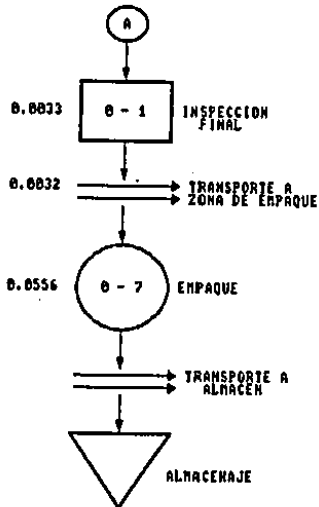 A
0.0033 0 - 1 INSPECCION
FINAL
0.0032 TRANSPORTE A
ZONA DE EMPAQUE
0.0556 0 - 7 EMPAQUE
TRANSPORTE A
ALMACEN
ALMACENAJE